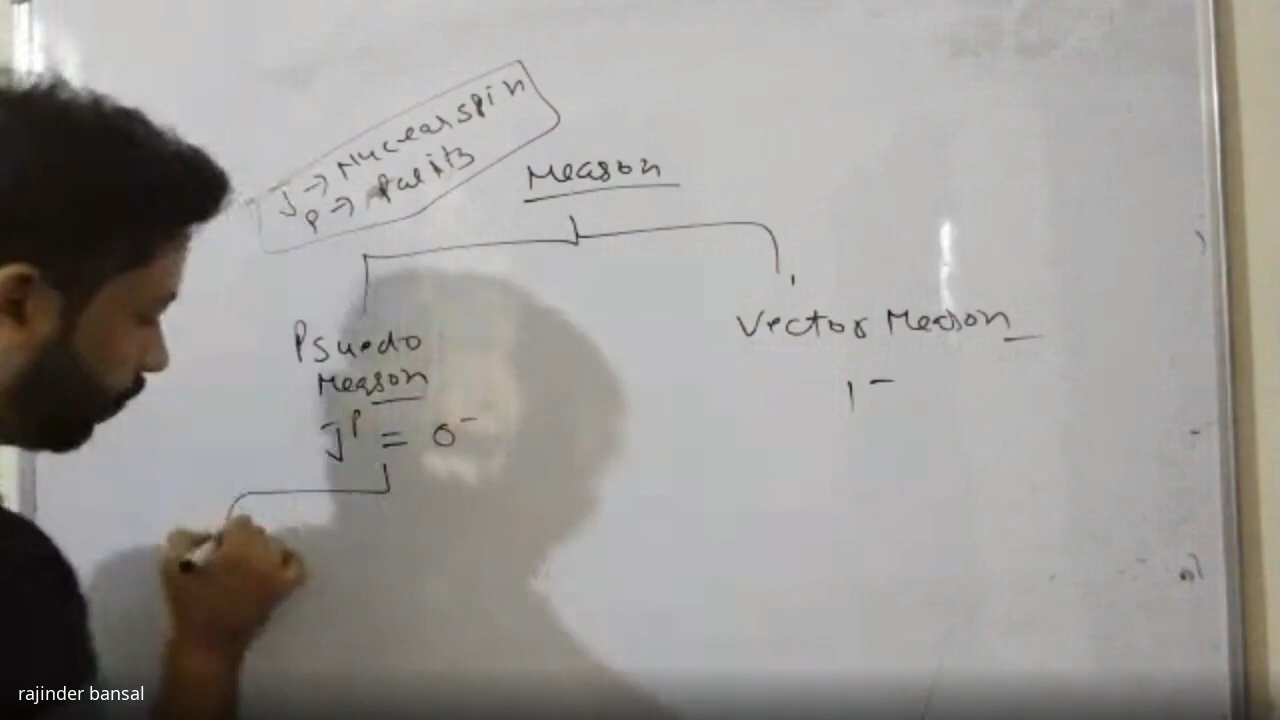 J → Nuclear spin
P → Parity
Meason
Psuedo
Meason
J^P = 0^-
Vector Meason
1^-
rajinder bansal